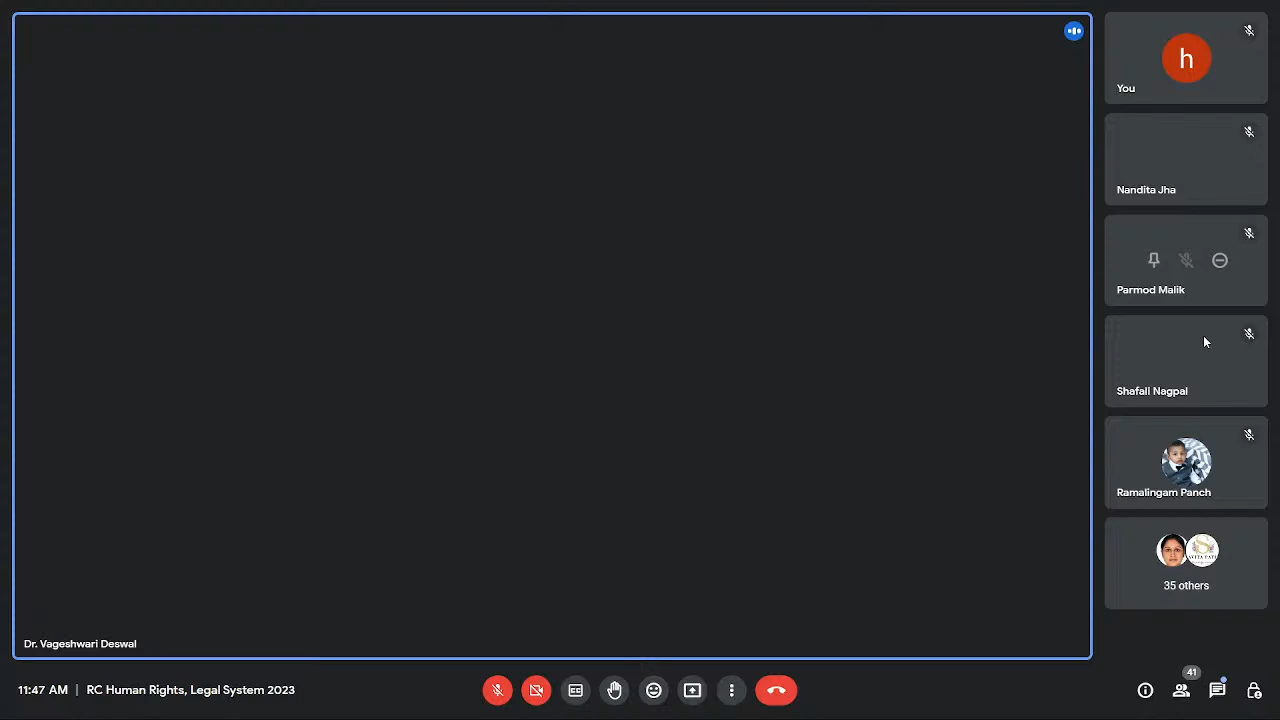 h
You
Nandita Jha
Parmod Malik
Shafali Nagpal
Ramalingam Panch
35 others
Dr. Vageshwari Deswal
11:47 AM | RC Human Rights, Legal System 2023
CC
41